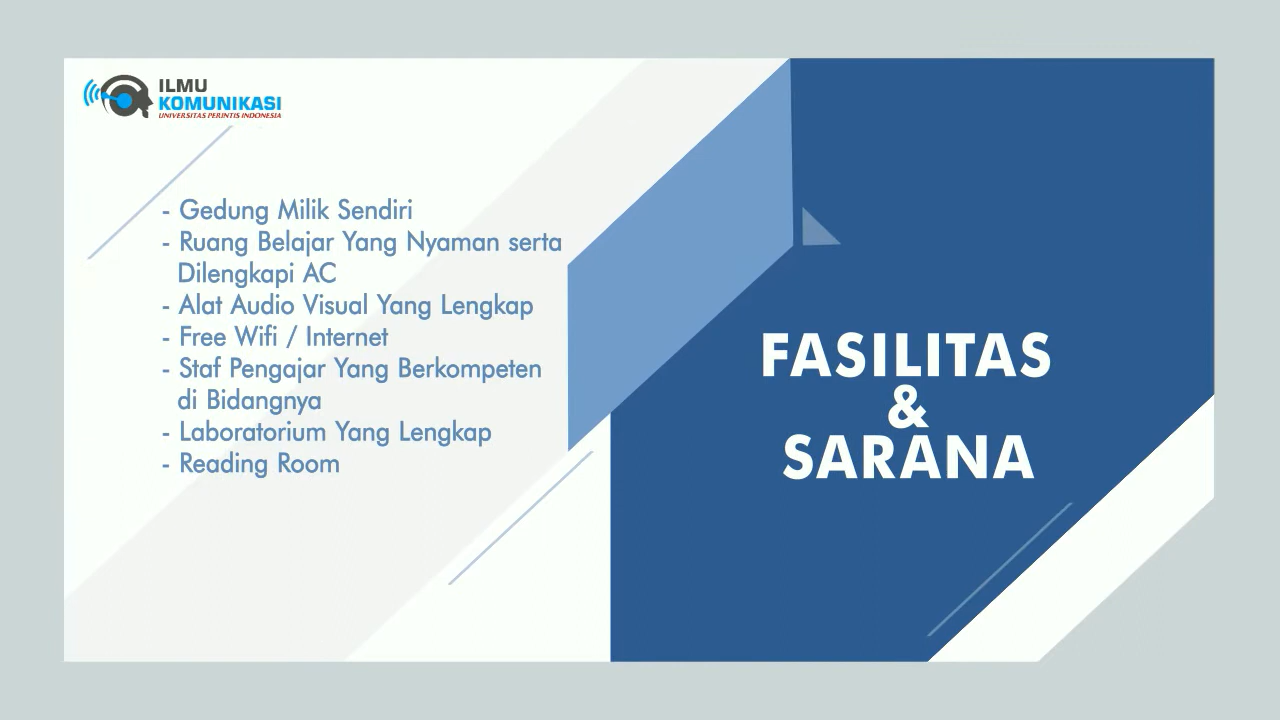 ILMU
KOMUNIKASI
UNIVERSITAS PERINTIS INDONESIA
- Gedung Milik Sendiri
- Ruang Belajar Yang Nyaman serta
Dilengkapi AC
- Alat Audio Visual Yang Lengkap
- Free Wifi / Internet
- Staf Pengajar Yang Berkompeten
di Bidangnya
- Laboratorium Yang Lengkap
- Reading Room
FASILITAS
&
SARANA